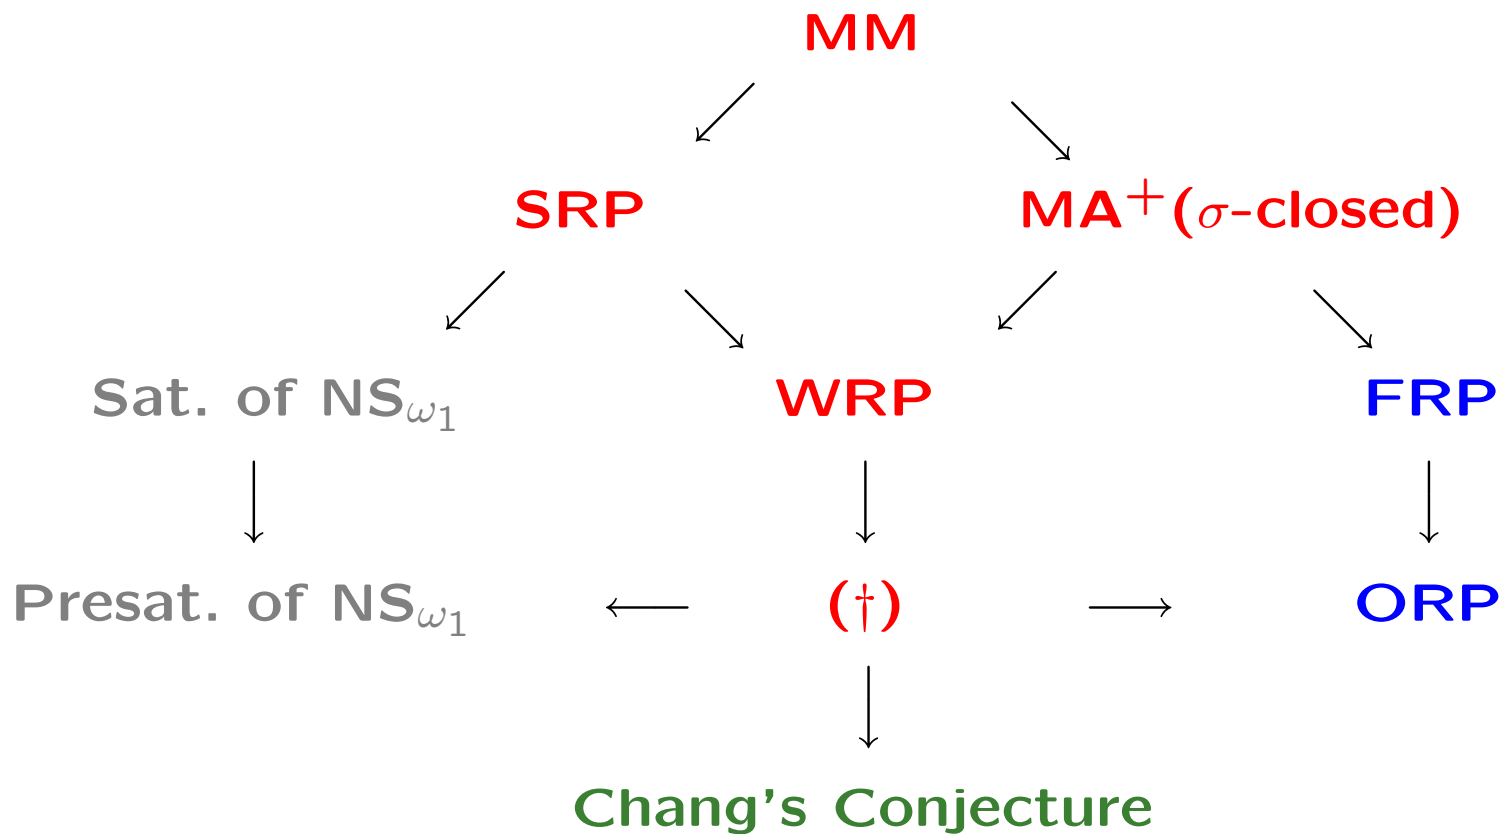 MM
SRP MA⁺(σ-closed)
Sat. of NS_ω₁ WRP FRP
Presat. of NS_ω₁ (†) ORP
Chang's Conjecture